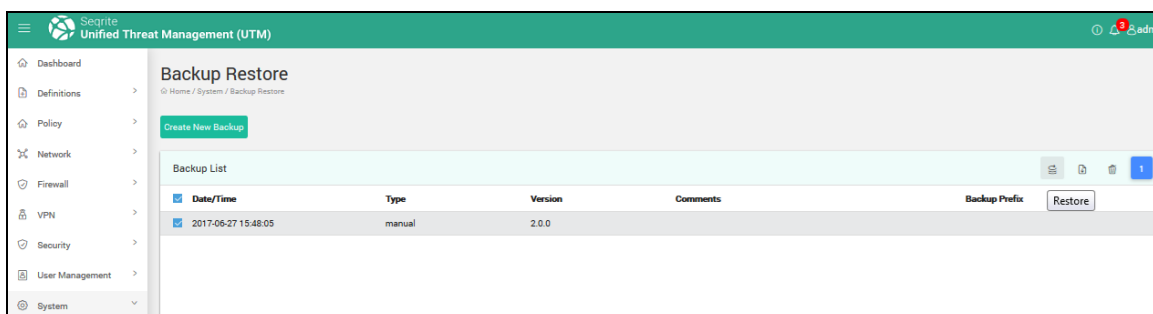 Seqrite
Unified Threat Management (UTM)
3
adm
Dashboard
Definitions
Policy
Network
Firewall
VPN
Security
User Management
System
Backup Restore
Home / System / Backup Restore
Create New Backup
Backup List
1
Date/Time Type Version Comments Backup Prefix
Restore
2017-06-27 15:48:05 manual 2.0.0